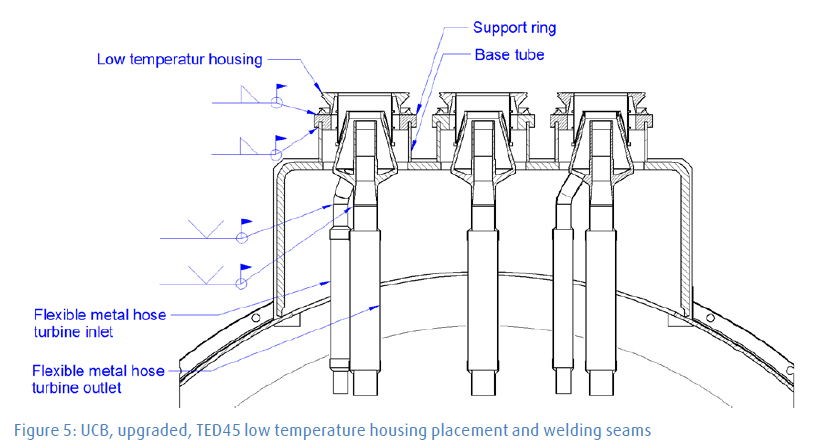 Support ring
Low temperatur housing
Base tube
Flexible metal hose
turbine inlet
Flexible metal hose
turbine outlet
Figure 5: UCB, upgraded, TED45 low temperature housing placement and welding seams